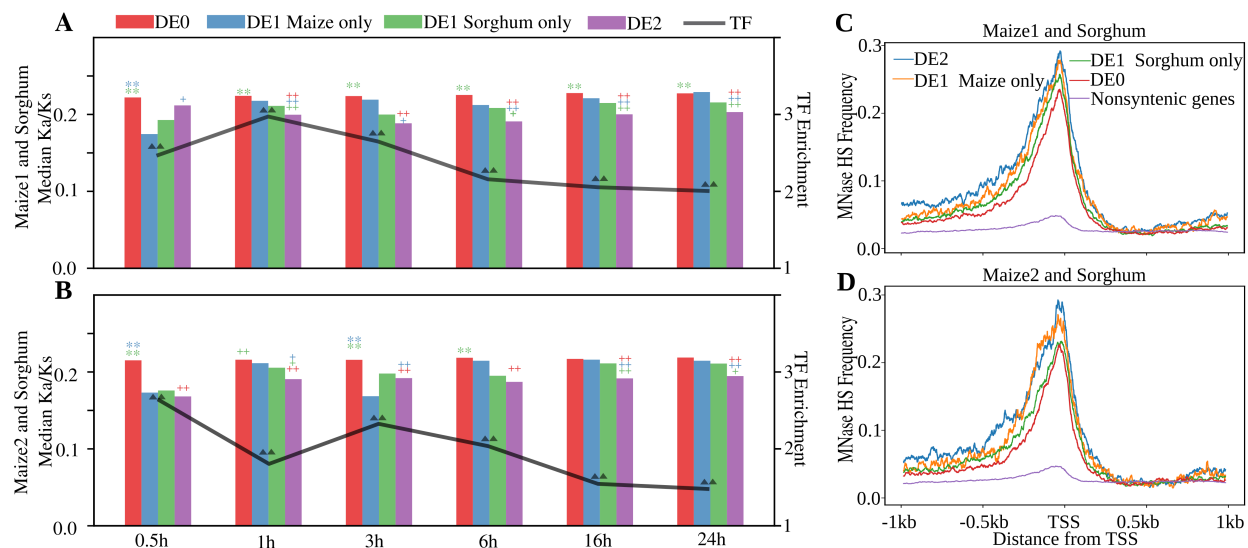 A
DE0 DE1 Maize only DE1 Sorghum only DE2 TF
Maize1 and Sorghum
Median Ka/Ks
0.2
0.1
0.0
TF Enrichment
3
2
1
** ** ** + ** ++ ++ ++ ** ++ + ** ++ ++ + ** ++ ++ ++ ** ++ ++ ++
B
Maize2 and Sorghum
Median Ka/Ks
0.2
0.1
0.0
TF Enrichment
3
2
1
** ** ++ ++ + + ++ ** ** ++ ++ ** ++ ++ ++ ++ ++ ++ +
0.5h 1h 3h 6h 16h 24h
C
Maize1 and Sorghum
MNase HS Frequency
0.3
0.2
0.1
0.0
DE2
DE1 Maize only
DE1 Sorghum only
DE0
Nonsyntenic genes
D
Maize2 and Sorghum
MNase HS Frequency
0.3
0.2
0.1
0.0
-1kb -0.5kb TSS 0.5kb 1kb
Distance from TSS